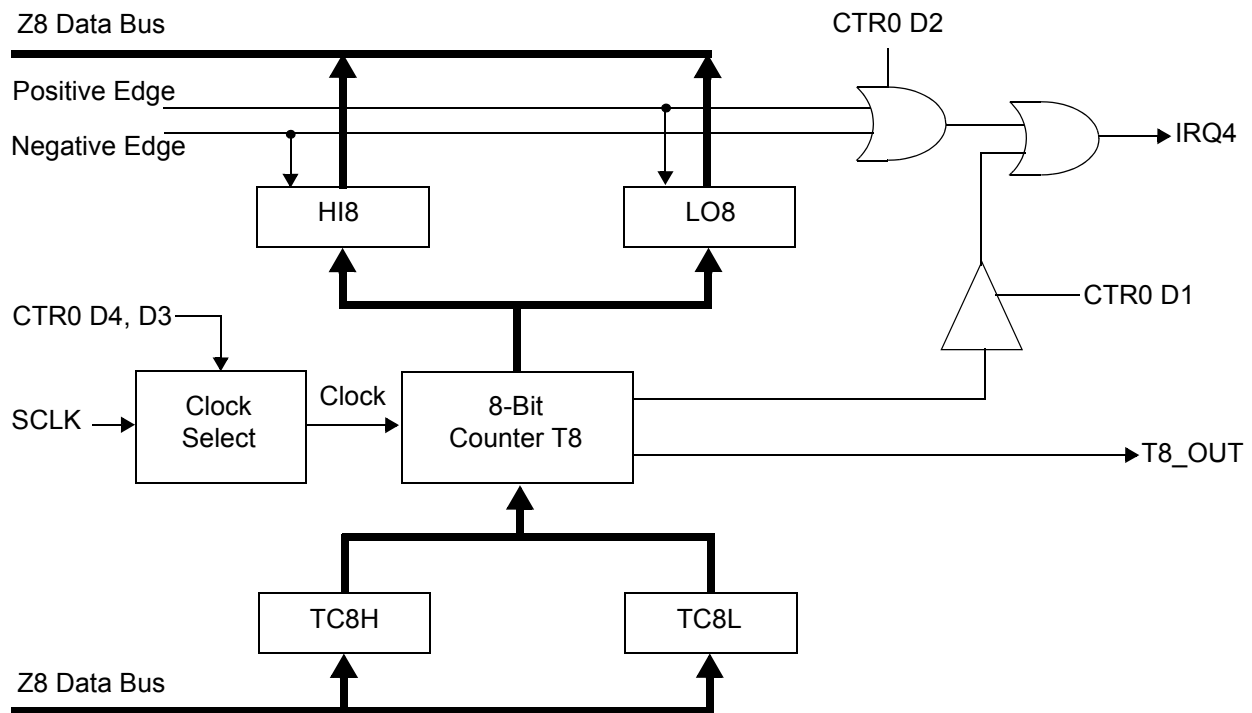 Z8 Data Bus
CTR0 D2
Positive Edge
Negative Edge
IRQ4
HI8
LO8
CTR0 D4, D3
CTR0 D1
SCLK
Clock
Select
Clock
8-Bit
Counter T8
T8_OUT
TC8H
TC8L
Z8 Data Bus